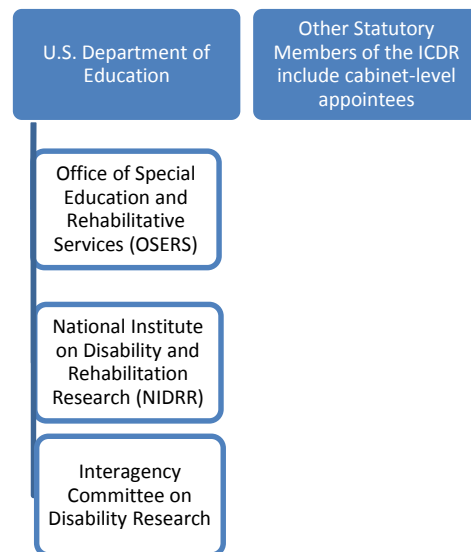 U.S. Department of
Education
Other Statutory
Members of the ICDR
include cabinet-level
appointees
Office of Special
Education and
Rehabilitative
Services (OSERS)
National Institute
on Disability and
Rehabilitation
Research (NIDRR)
Interagency
Committee on
Disability Research